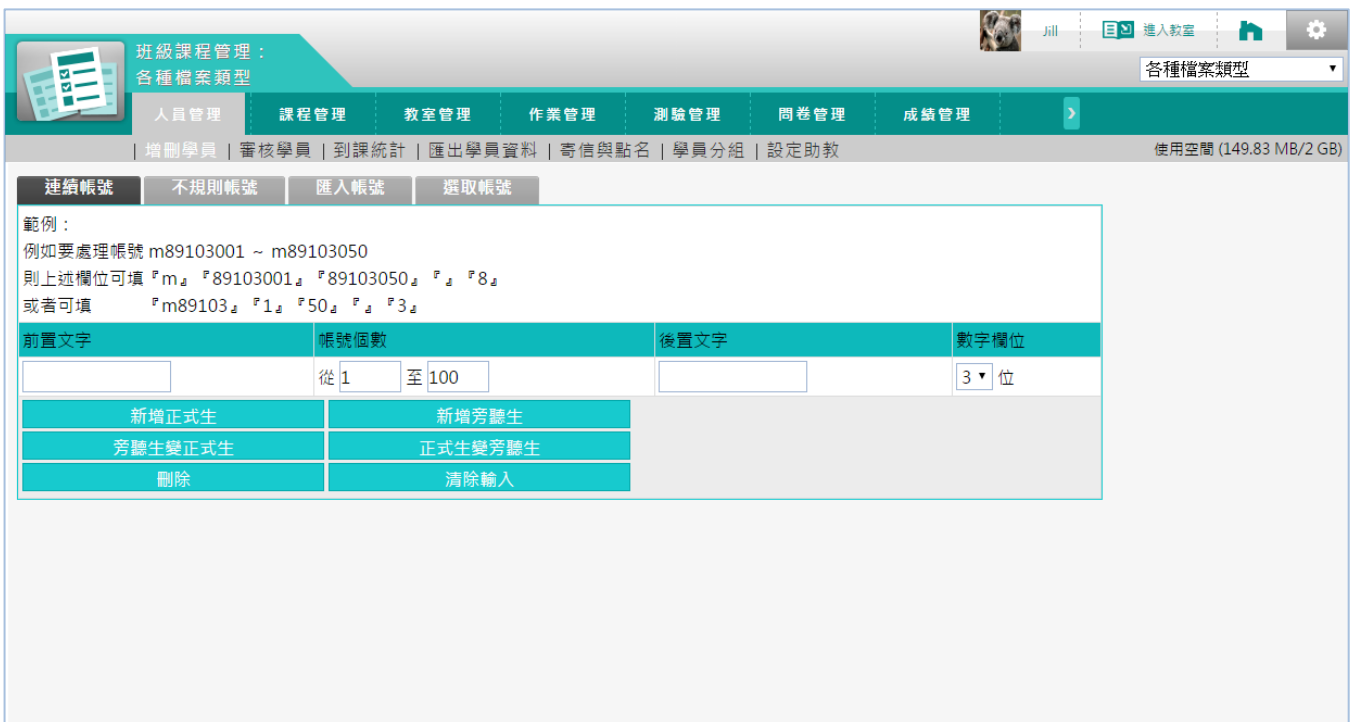 Jill 進入教室
班級課程管理：
各種檔案類型
各種檔案類型
人員管理 課程管理 教室管理 作業管理 測驗管理 問卷管理 成績管理
| 增刪學員 | 審核學員 | 到課統計 | 匯出學員資料 | 寄信與點名 | 學員分組 | 設定助教 使用空間 (149.83 MB/2 GB)
連續帳號 不規則帳號 匯入帳號 選取帳號
範例：
例如要處理帳號 m89103001 ~ m89103050
則上述欄位可填『m』『89103001』『89103050』『』『8』
或者可填 『m89103』『1』『50』『』『3』
前置文字 帳號個數 後置文字 數字欄位
從 1 至 100 3 位
新增正式生 新增旁聽生
旁聽生變正式生 正式生變旁聽生
刪除 清除輸入